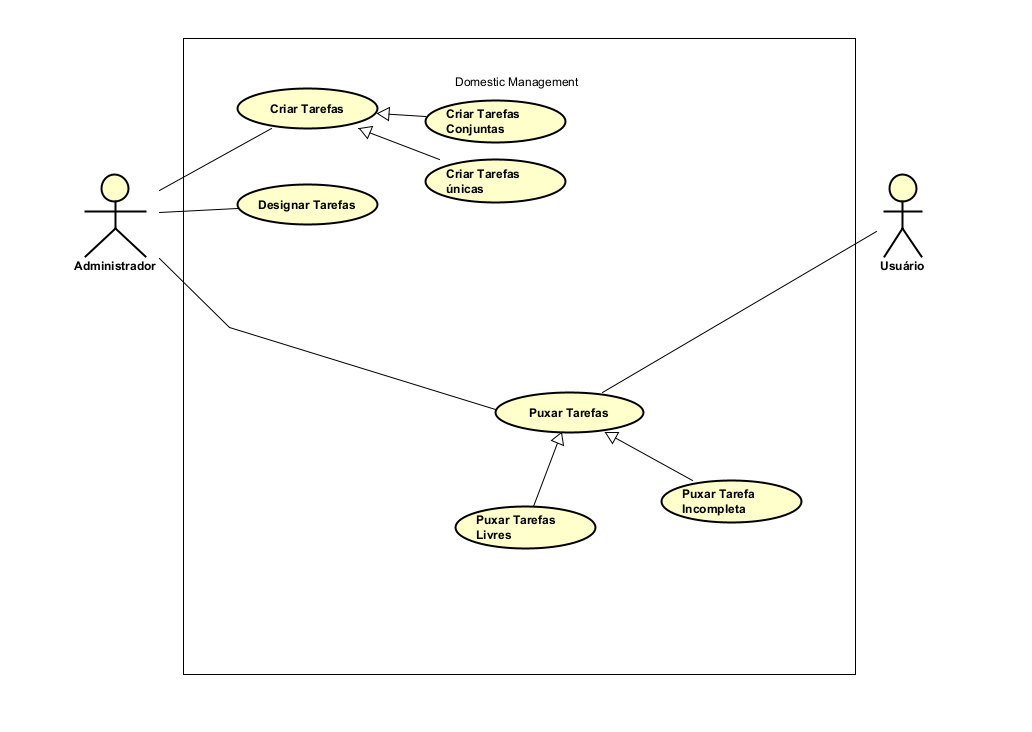 Domestic Management
Criar Tarefas
Criar Tarefas
Conjuntas
Criar Tarefas
únicas
Designar Tarefas
Administrador
Usuário
Puxar Tarefas
Puxar Tarefa
Incompleta
Puxar Tarefas
Livres